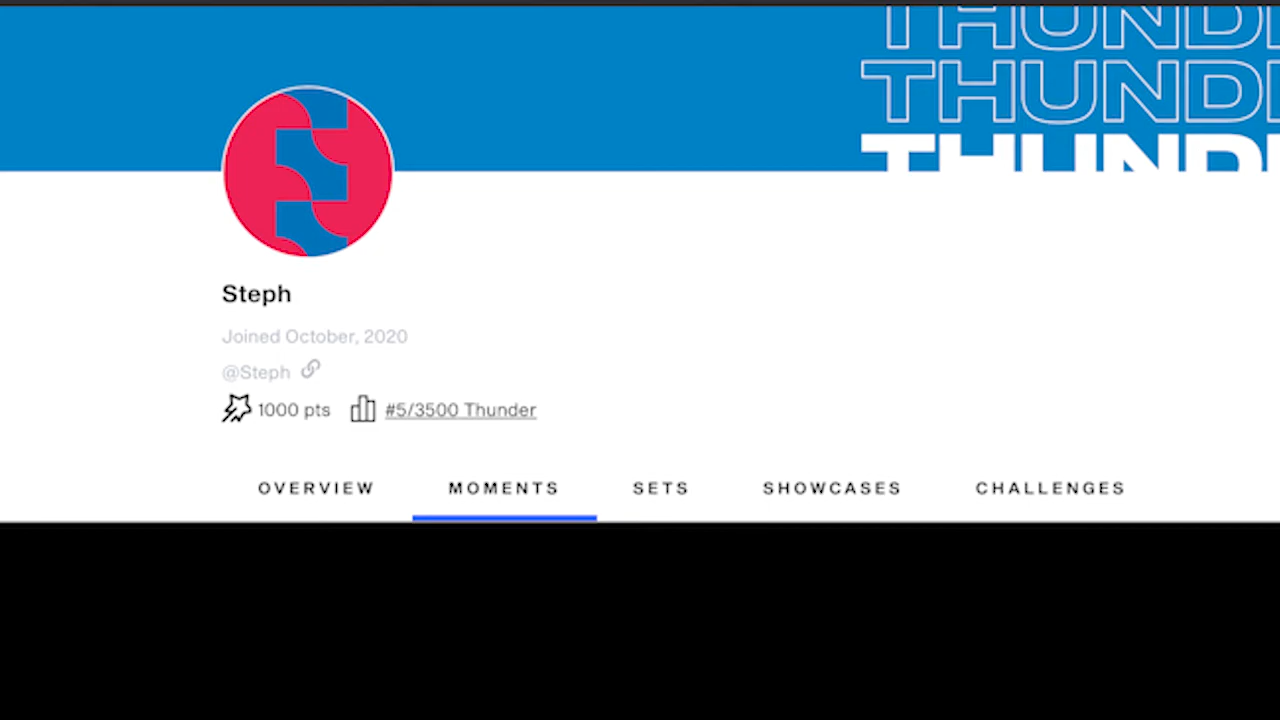 Steph
Joined October, 2020
@Steph
1000 pts #5/3500 Thunder
OVERVIEW MOMENTS SETS SHOWCASES CHALLENGES